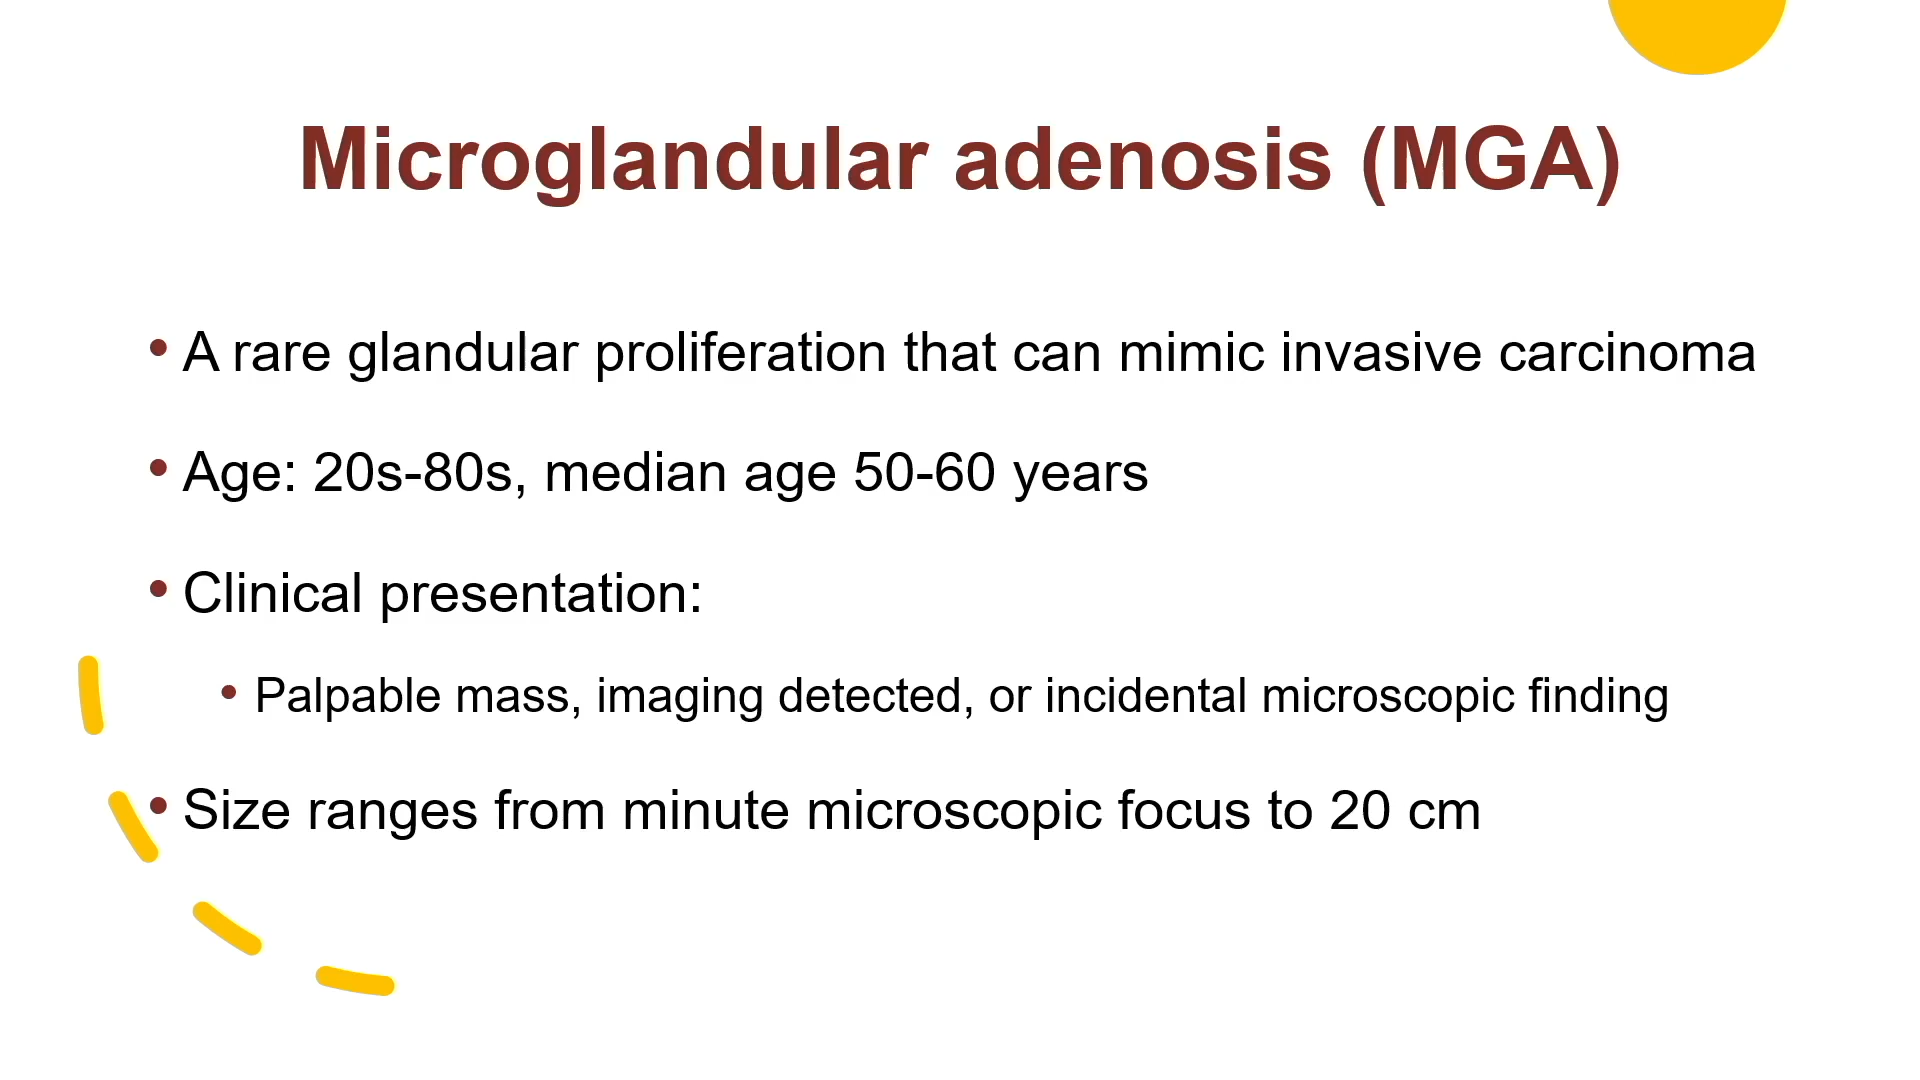 Microglandular adenosis (MGA)
• A rare glandular proliferation that can mimic invasive carcinoma
• Age: 20s-80s, median age 50-60 years
• Clinical presentation:
• Palpable mass, imaging detected, or incidental microscopic finding
• Size ranges from minute microscopic focus to 20 cm